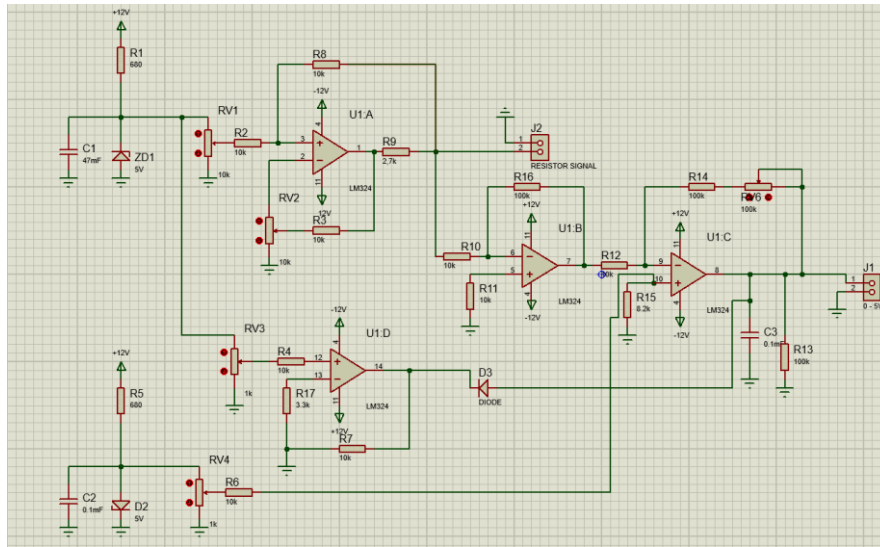 +12V
R1
680
C1
47mF
ZD1
5V
RV1
10k
R2
10k
R8
10k
-12V
4
U1:A
3
2
1
11
LM324
12V
R9
2,7k
RV2
10k
R3
10k
J2
1
2
RESISTOR SIGNAL
R16
100k
+12V
11
U1:B
R10
10k
6
5
7
R11
10k
4
LM324
-12V
R12
R14
100k
RV6
100k
+12V
11
U1:C
9
10
8
R15
8.2k
4
LM324
-12V
J1
1
2
0 - 5V
C3
0.1mF
R13
100k
RV3
1k
R4
10k
-12V
4
U1:D
12
13
14
11
LM324
+12V
R17
3.3k
R7
10k
D3
DIODE
+12V
R5
680
C2
0.1mF
D2
5V
RV4
1k
R6
10k